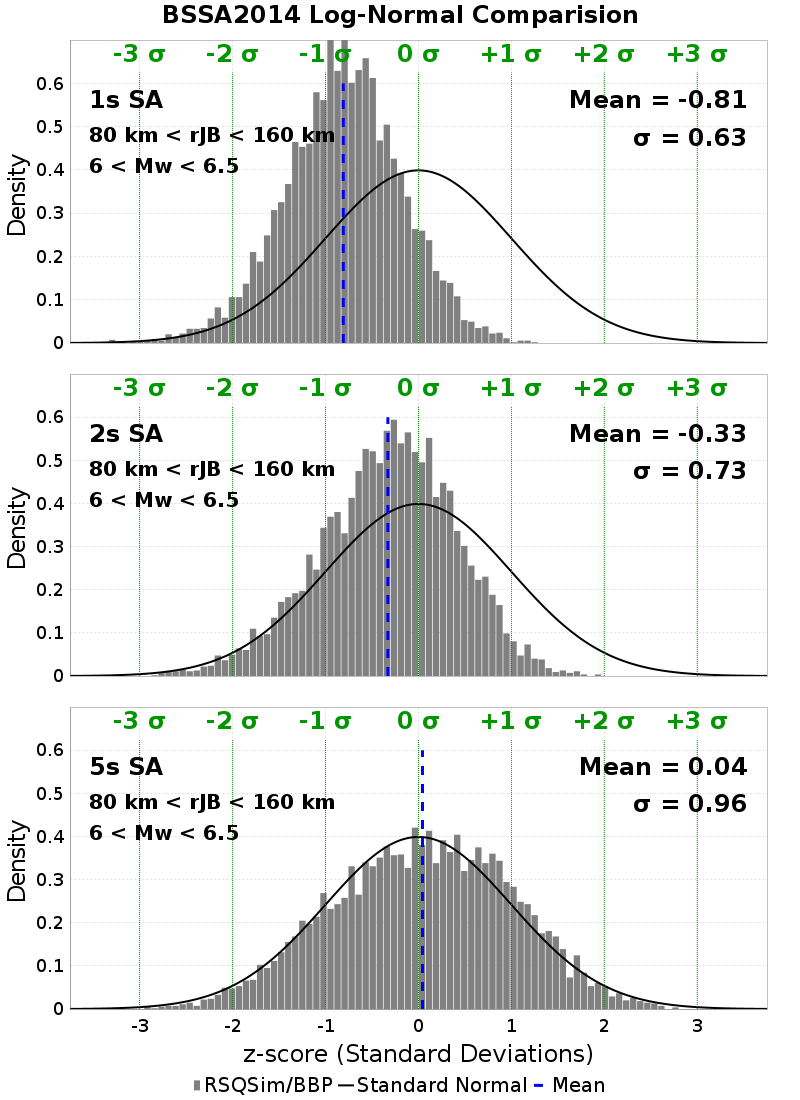 BSSA2014 Log-Normal Comparision
-3 σ -2 σ -1 σ 0 σ +1 σ +2 σ +3 σ
1s SA
Mean = -0.81
80 km < rJB < 160 km
σ = 0.63
6 < Mw < 6.5
0.6
0.5
0.4
0.3
0.2
0.1
0
Density
-3 σ -2 σ -1 σ 0 σ +1 σ +2 σ +3 σ
2s SA
Mean = -0.33
80 km < rJB < 160 km
σ = 0.73
6 < Mw < 6.5
0.6
0.5
0.4
0.3
0.2
0.1
0
Density
-3 σ -2 σ -1 σ 0 σ +1 σ +2 σ +3 σ
5s SA
Mean = 0.04
80 km < rJB < 160 km
σ = 0.96
6 < Mw < 6.5
0.6
0.5
0.4
0.3
0.2
0.1
0
Density
-3 -2 -1 0 1 2 3
z-score (Standard Deviations)
RSQSim/BBP Standard Normal Mean